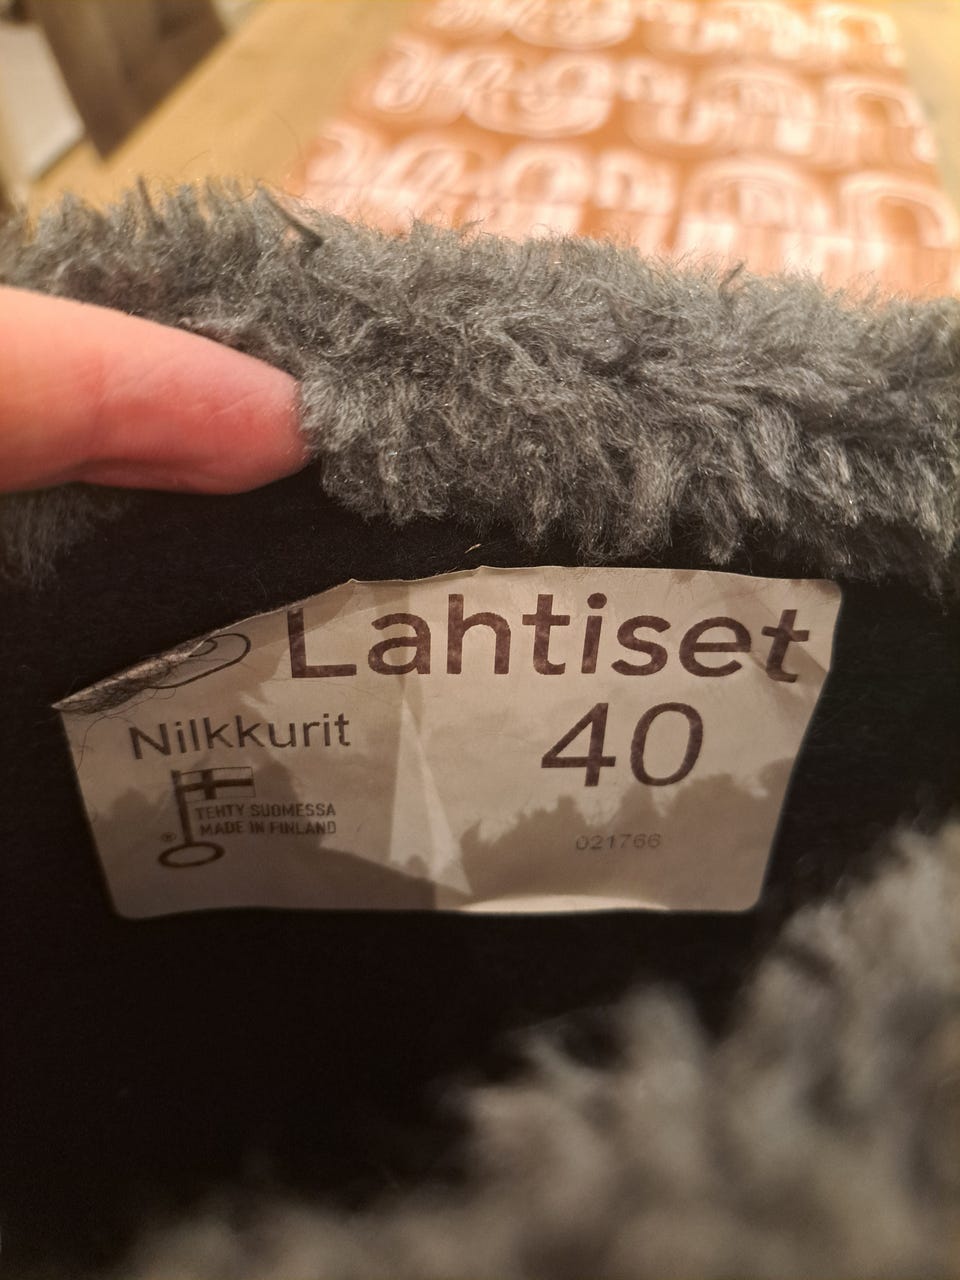 Lahtiset
Nilkkurit
40
TEHTY SUOMESSA
MADE IN FINLAND
®
021766